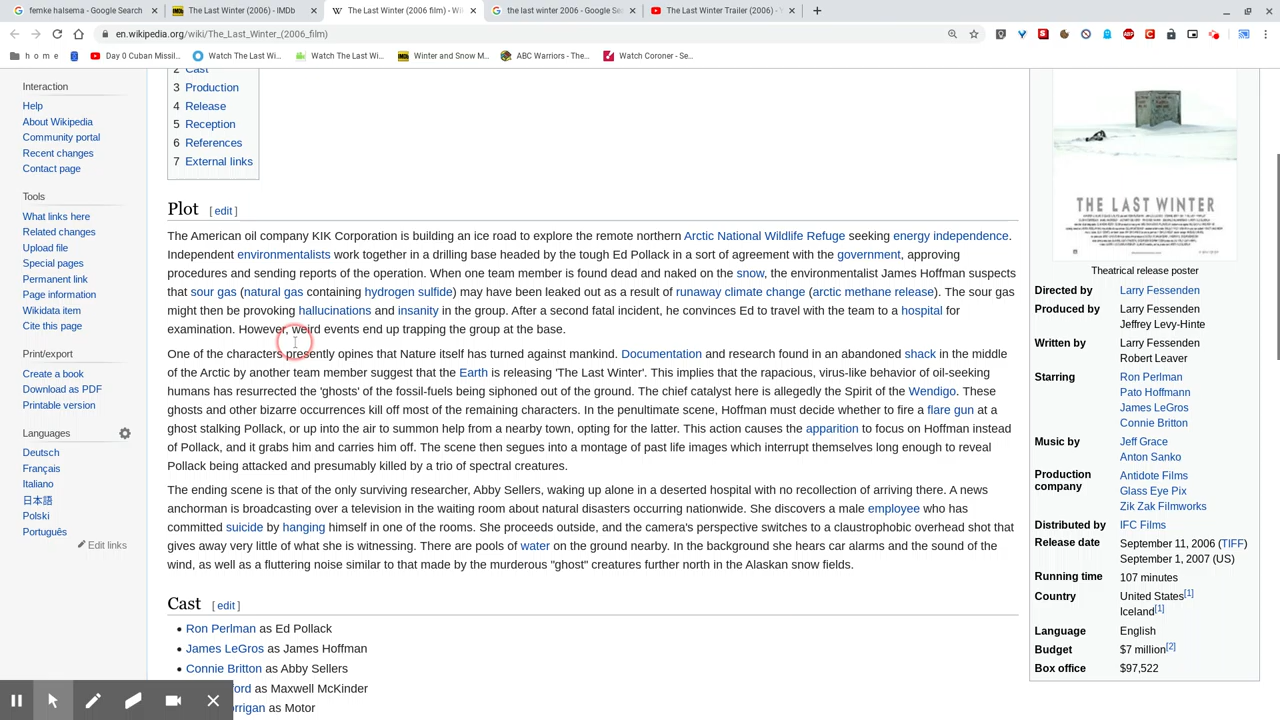 femke halsema - Google Search
The Last Winter (2006) - IMDb
The Last Winter (2006 film) - Wi
the last winter 2006 - Google Se
The Last Winter Trailer (2006) - Y
en.wikipedia.org/wiki/The_Last_Winter_(2006_film)
h o m e
Day 0 Cuban Missil...
Watch The Last Wi...
Watch The Last Wi...
Winter and Snow M...
ABC Warriors - The...
Watch Coroner - Se...
Interaction
Help
About Wikipedia
Community portal
Recent changes
Contact page
Tools
What links here
Related changes
Upload file
Special pages
Permanent link
Page information
Wikidata item
Cite this page
Print/export
Create a book
Download as PDF
Printable version
Languages
Deutsch
Français
Italiano
日本語
Polski
Português
Edit links
2 Cast
3 Production
4 Release
5 Reception
6 References
7 External links
Plot [ edit ]
The American oil company KIK Corporation is
to explore the remote northern Arctic National Wildlife Refuge seeking energy independence.
Independent environmentalists work together in a drilling base headed by the tough Ed Pollack in a sort of agreement with the government, approving
procedures and sending reports of the operation. When one team member is found dead and naked on the snow, the environmentalist James Hoffman suspects
that sour gas (natural gas containing hydrogen sulfide) may have been leaked out as a result of runaway climate change (arctic methane release). The sour gas
might then be provoking hallucinations and insanity in the group. After a second fatal incident, he convinces Ed to travel with the team to a hospital for
examination. However, weird events end up trapping the group at the base.
One of the characters presently opines that Nature itself has turned against mankind. Documentation and research found in an abandoned shack in the middle
of the Arctic by another team member suggest that the Earth is releasing 'The Last Winter'. This implies that the rapacious, virus-like behavior of oil-seeking
humans has resurrected the 'ghosts' of the fossil-fuels being siphoned out of the ground. The chief catalyst here is allegedly the Spirit of the Wendigo. These
ghosts and other bizarre occurrences kill off most of the remaining characters. In the penultimate scene, Hoffman must decide whether to fire a flare gun at a
ghost stalking Pollack, or up into the air to summon help from a nearby town, opting for the latter. This action causes the apparition to focus on Hoffman instead
of Pollack, and it grabs him and carries him off. The scene then segues into a montage of past life images which interrupt themselves long enough to reveal
Pollack being attacked and presumably killed by a trio of spectral creatures.
The ending scene is that of the only surviving researcher, Abby Sellers, waking up alone in a deserted hospital with no recollection of arriving there. A news
anchorman is broadcasting over a television in the waiting room about natural disasters occurring nationwide. She discovers a male employee who has
committed suicide by hanging himself in one of the rooms. She proceeds outside, and the camera's perspective switches to a claustrophobic overhead shot that
gives away very little of what she is witnessing. There are pools of water on the ground nearby. In the background she hears car alarms and the sound of the
wind, as well as a fluttering noise similar to that made by the murderous "ghost" creatures further north in the Alaskan snow fields.
Cast [ edit ]
• Ron Perlman as Ed Pollack
• James LeGros as James Hoffman
• Connie Britton as Abby Sellers
ord as Maxwell McKinder
rrigan as Motor
THE LAST WINTER
Theatrical release poster
Directed by Larry Fessenden
Produced by Larry Fessenden
Jeffrey Levy-Hinte
Written by Larry Fessenden
Robert Leaver
Starring Ron Perlman
Pato Hoffmann
James LeGros
Connie Britton
Music by Jeff Grace
Anton Sanko
Production company Antidote Films
Glass Eye Pix
Zik Zak Filmworks
Distributed by IFC Films
Release date September 11, 2006 (TIFF)
September 1, 2007 (US)
Running time 107 minutes
Country United States[1]
Iceland[1]
Language English
Budget $7 million[2]
Box office $97,522